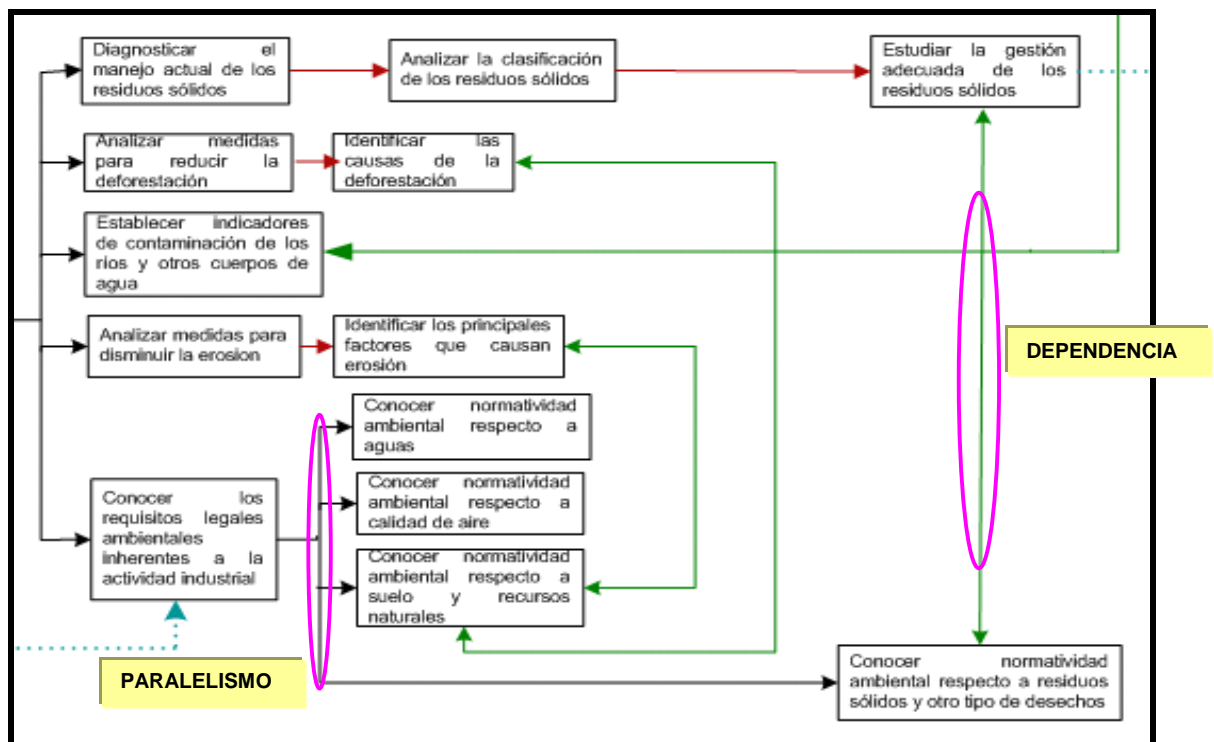 Diagnosticar el
manejo actual de los
residuos sólidos
Analizar la clasificación
de los residuos sólidos
Estudiar la gestión
adecuada de los
residuos sólidos
Analizar medidas
para reducir la
deforestación
Identificar las
causas de la
deforestación
Establecer indicadores
de contaminación de los
rios y otros cuerpos de
agua
Analizar medidas para
disminuir la erosion
Identificar los principales
factores que causan
erosión
DEPENDENCIA
Conocer normatividad
ambiental respecto a
aguas
Conocer los
requisitos legales
ambientales
inherentes a la
actividad industrial
Conocer normatividad
ambiental respecto a
calidad de aire
Conocer normatividad
ambiental respecto a
suelo y recursos
naturales
PARALELISMO
Conocer normatividad
ambiental respecto a residuos
sólidos y otro tipo de desechos